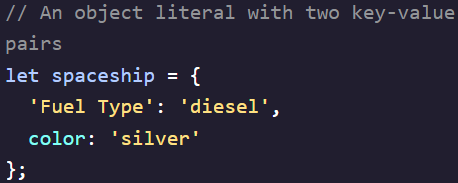 // An object literal with two key-value
pairs
let spaceship = {
  'Fuel Type': 'diesel',
  color: 'silver'
};